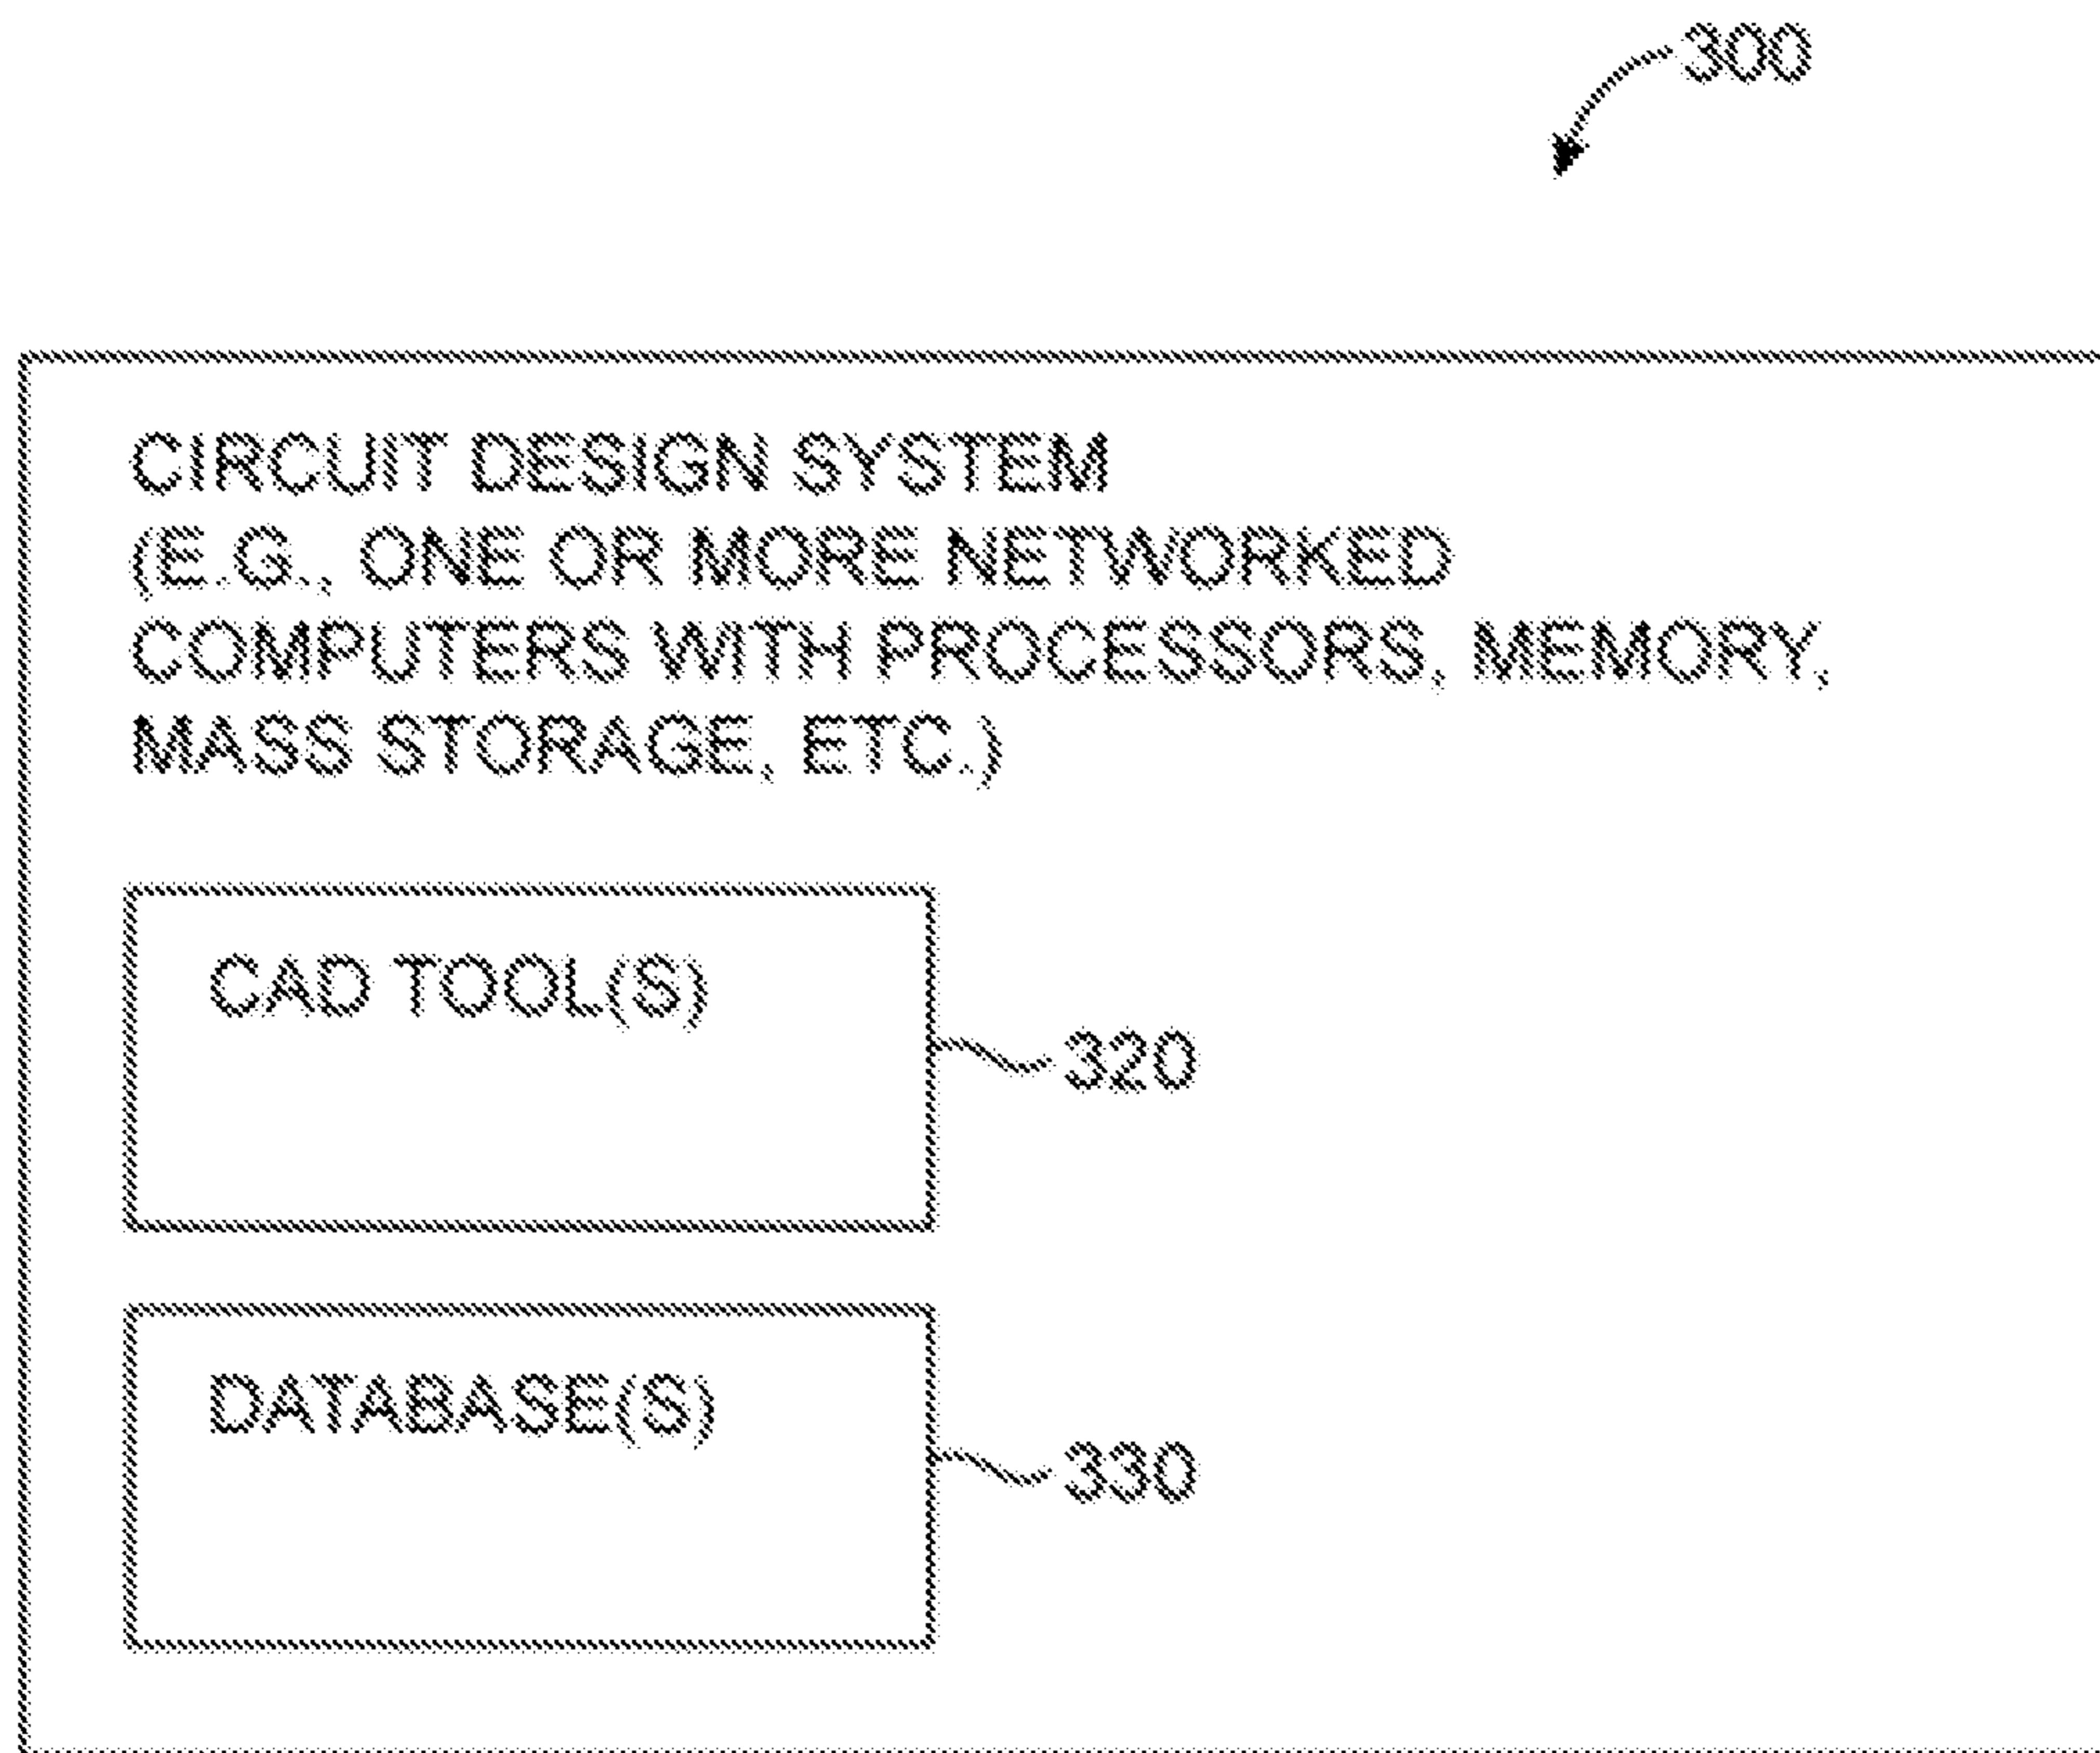 300
CIRCUIT DESIGN SYSTEM
(E.G., ONE OR MORE NETWORKED
COMPUTERS WITH PROCESSORS, MEMORY,
MASS STORAGE, ETC.)
CAD TOOL(S)
320
DATABASE(S)
330